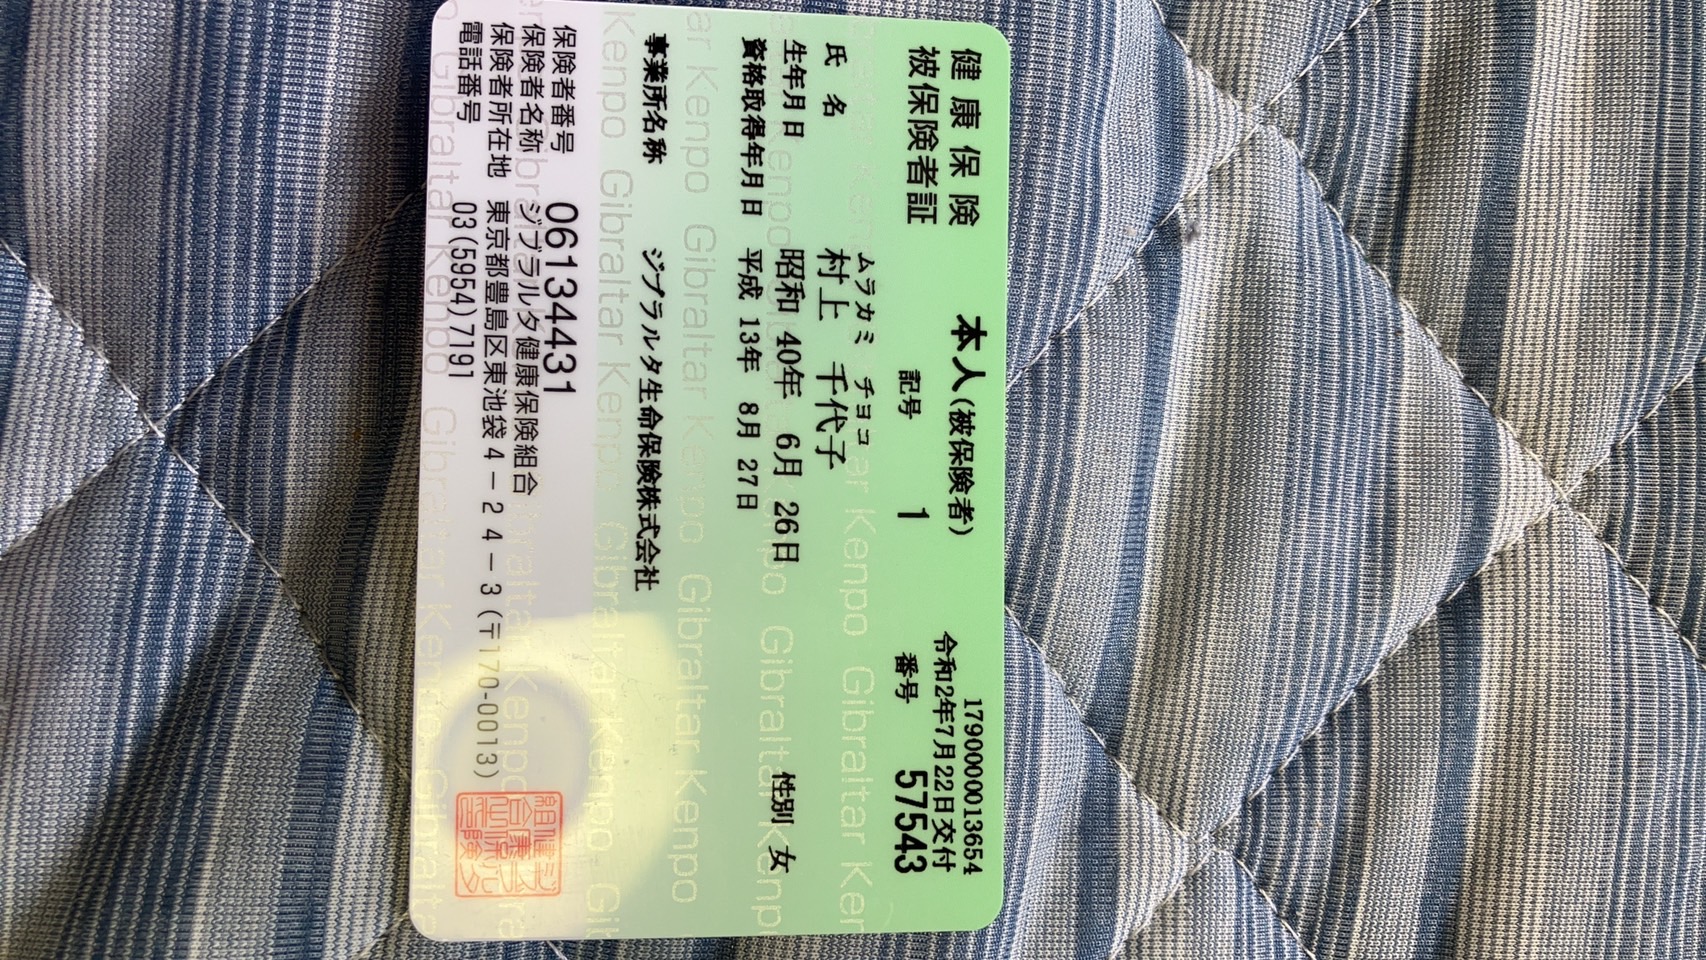 健康保険 本人(被保険者) 17900000013654
被保険者証 令和2年7月22日交付
記号 1 番号 57543
ムラカミ チヨコ
氏名 村上 千代子
生年月日 昭和 40年 6月 26日 性別 女
資格取得年月日 平成 13年 8月 27日
事業所名称 ジブラルタ生命保険株式会社
保険者番号 06134431
保険者名称 ジブラルタ健康保険組合
保険者所在地 東京都豊島区東池袋4-24-3(〒170-0013)
電話番号 03(5954)7191
Gibraltar Kenpo